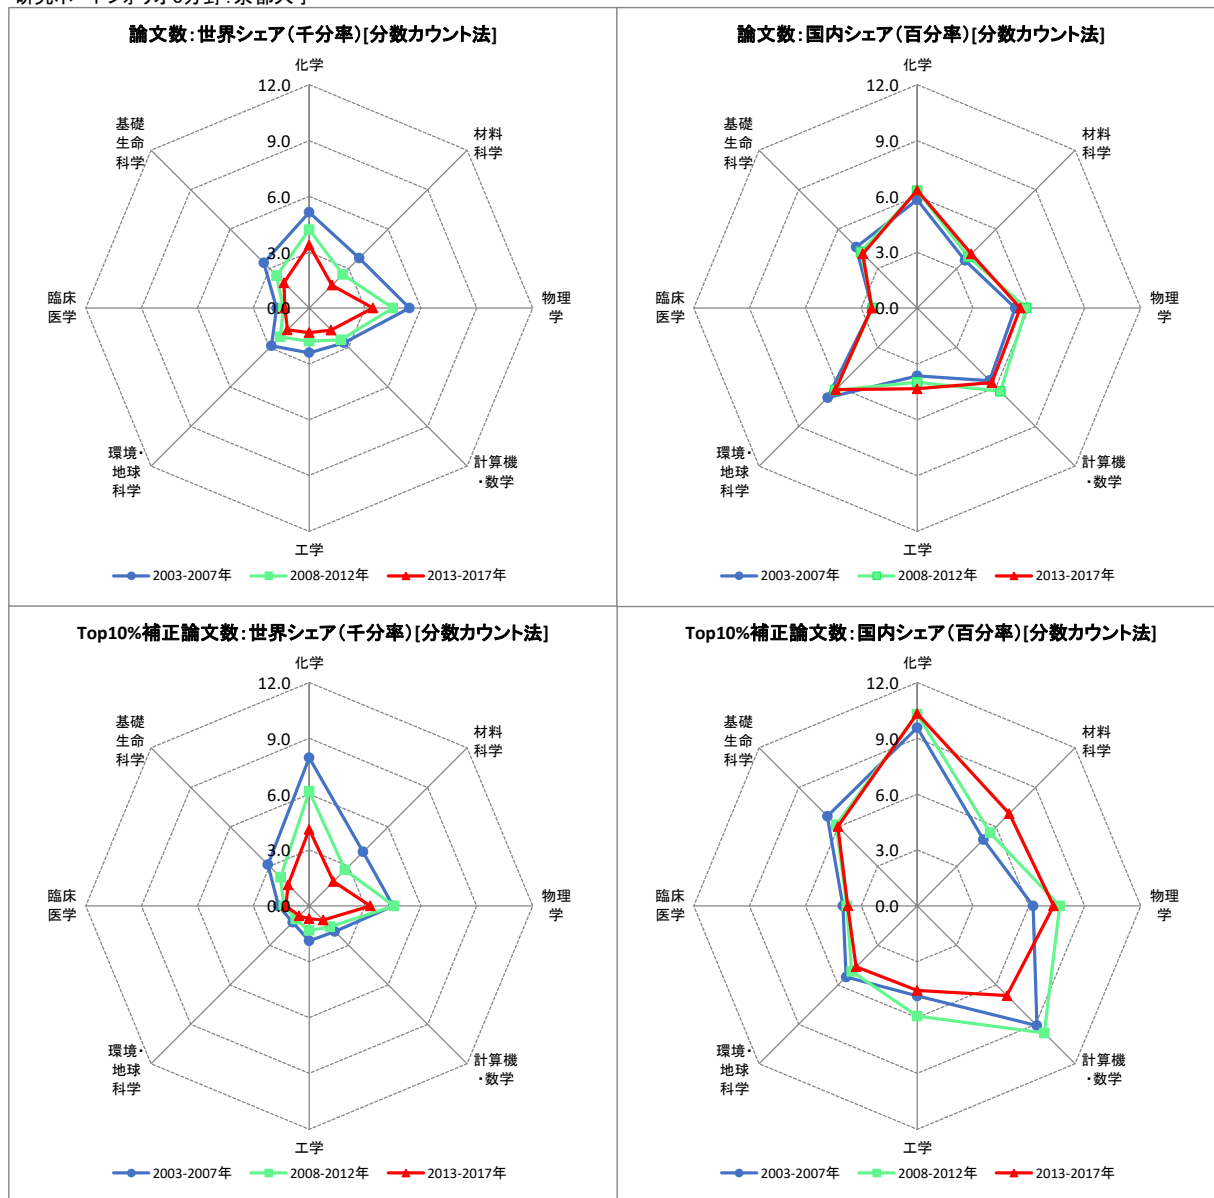 論文数:世界シェア(千分率)[分数カウント法]
化学
12.0
9.0
6.0
3.0
0.0
材料
科学
物理
学
計算機
・数学
工学
環境・
地球
科学
臨床
医学
基礎
生命
科学
2003-2007年 2008-2012年 2013-2017年
論文数:国内シェア(百分率)[分数カウント法]
化学
12.0
9.0
6.0
3.0
0.0
材料
科学
物理
学
計算機
・数学
工学
環境・
地球
科学
臨床
医学
基礎
生命
科学
2003-2007年 2008-2012年 2013-2017年
Top10%補正論文数:世界シェア(千分率)[分数カウント法]
化学
12.0
9.0
6.0
3.0
0.0
材料
科学
物理
学
計算機
・数学
工学
環境・
地球
科学
臨床
医学
基礎
生命
科学
2003-2007年 2008-2012年 2013-2017年
Top10%補正論文数:国内シェア(百分率)[分数カウント法]
化学
12.0
9.0
6.0
3.0
0.0
材料
科学
物理
学
計算機
・数学
工学
環境・
地球
科学
臨床
医学
基礎
生命
科学
2003-2007年 2008-2012年 2013-2017年